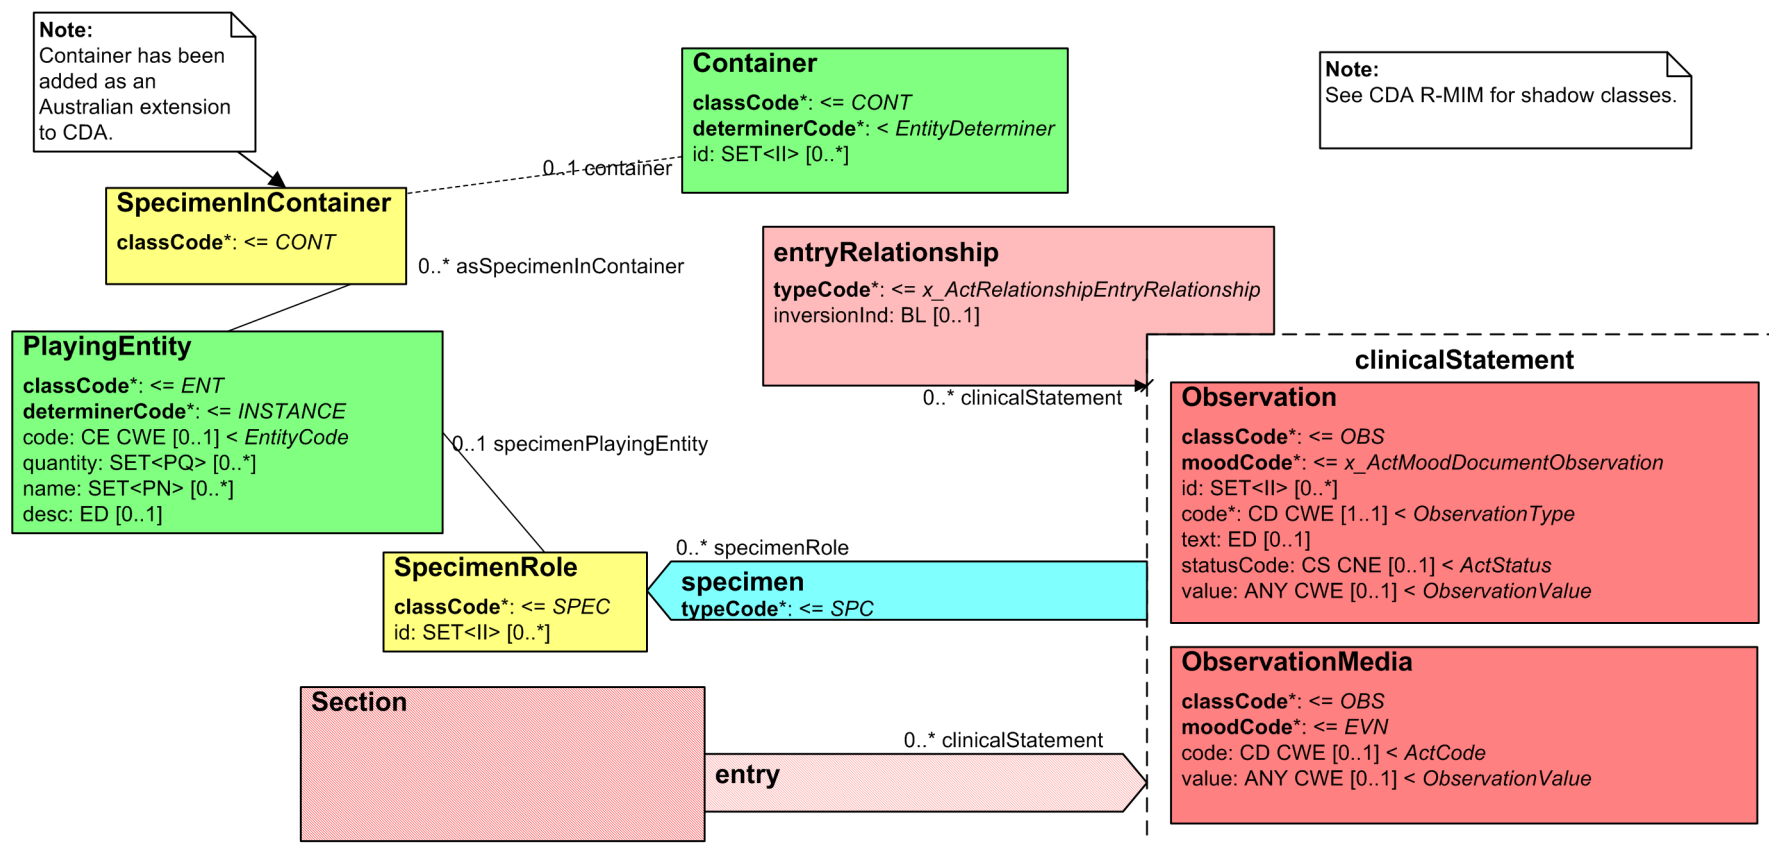 Note:
Container has been
added as an
Australian extension
to CDA.
Container
classCode*: <= CONT
determinerCode*: < EntityDeterminer
id: SET<II> [0..*]
Note:
See CDA R-MIM for shadow classes.
0..1 container
SpecimenInContainer
classCode*: <= CONT
0..* asSpecimenInContainer
entryRelationship
typeCode*: <= x_ActRelationshipEntryRelationship
inversionInd: BL [0..1]
0..* clinicalStatement
PlayingEntity
classCode*: <= ENT
determinerCode*: <= INSTANCE
code: CE CWE [0..1] < EntityCode
quantity: SET<PQ> [0..*]
name: SET<PN> [0..*]
desc: ED [0..1]
0..1 specimenPlayingEntity
clinicalStatement
Observation
classCode*: <= OBS
moodCode*: <= x_ActMoodDocumentObservation
id: SET<II> [0..*]
code*: CD CWE [1..1] < ObservationType
text: ED [0..1]
statusCode: CS CNE [0..1] < ActStatus
value: ANY CWE [0..1] < ObservationValue
SpecimenRole
classCode*: <= SPEC
id: SET<II> [0..*]
0..* specimenRole
specimen
typeCode*: <= SPC
ObservationMedia
classCode*: <= OBS
moodCode*: <= EVN
code: CD CWE [0..1] < ActCode
value: ANY CWE [0..1] < ObservationValue
Section
0..* clinicalStatement
entry